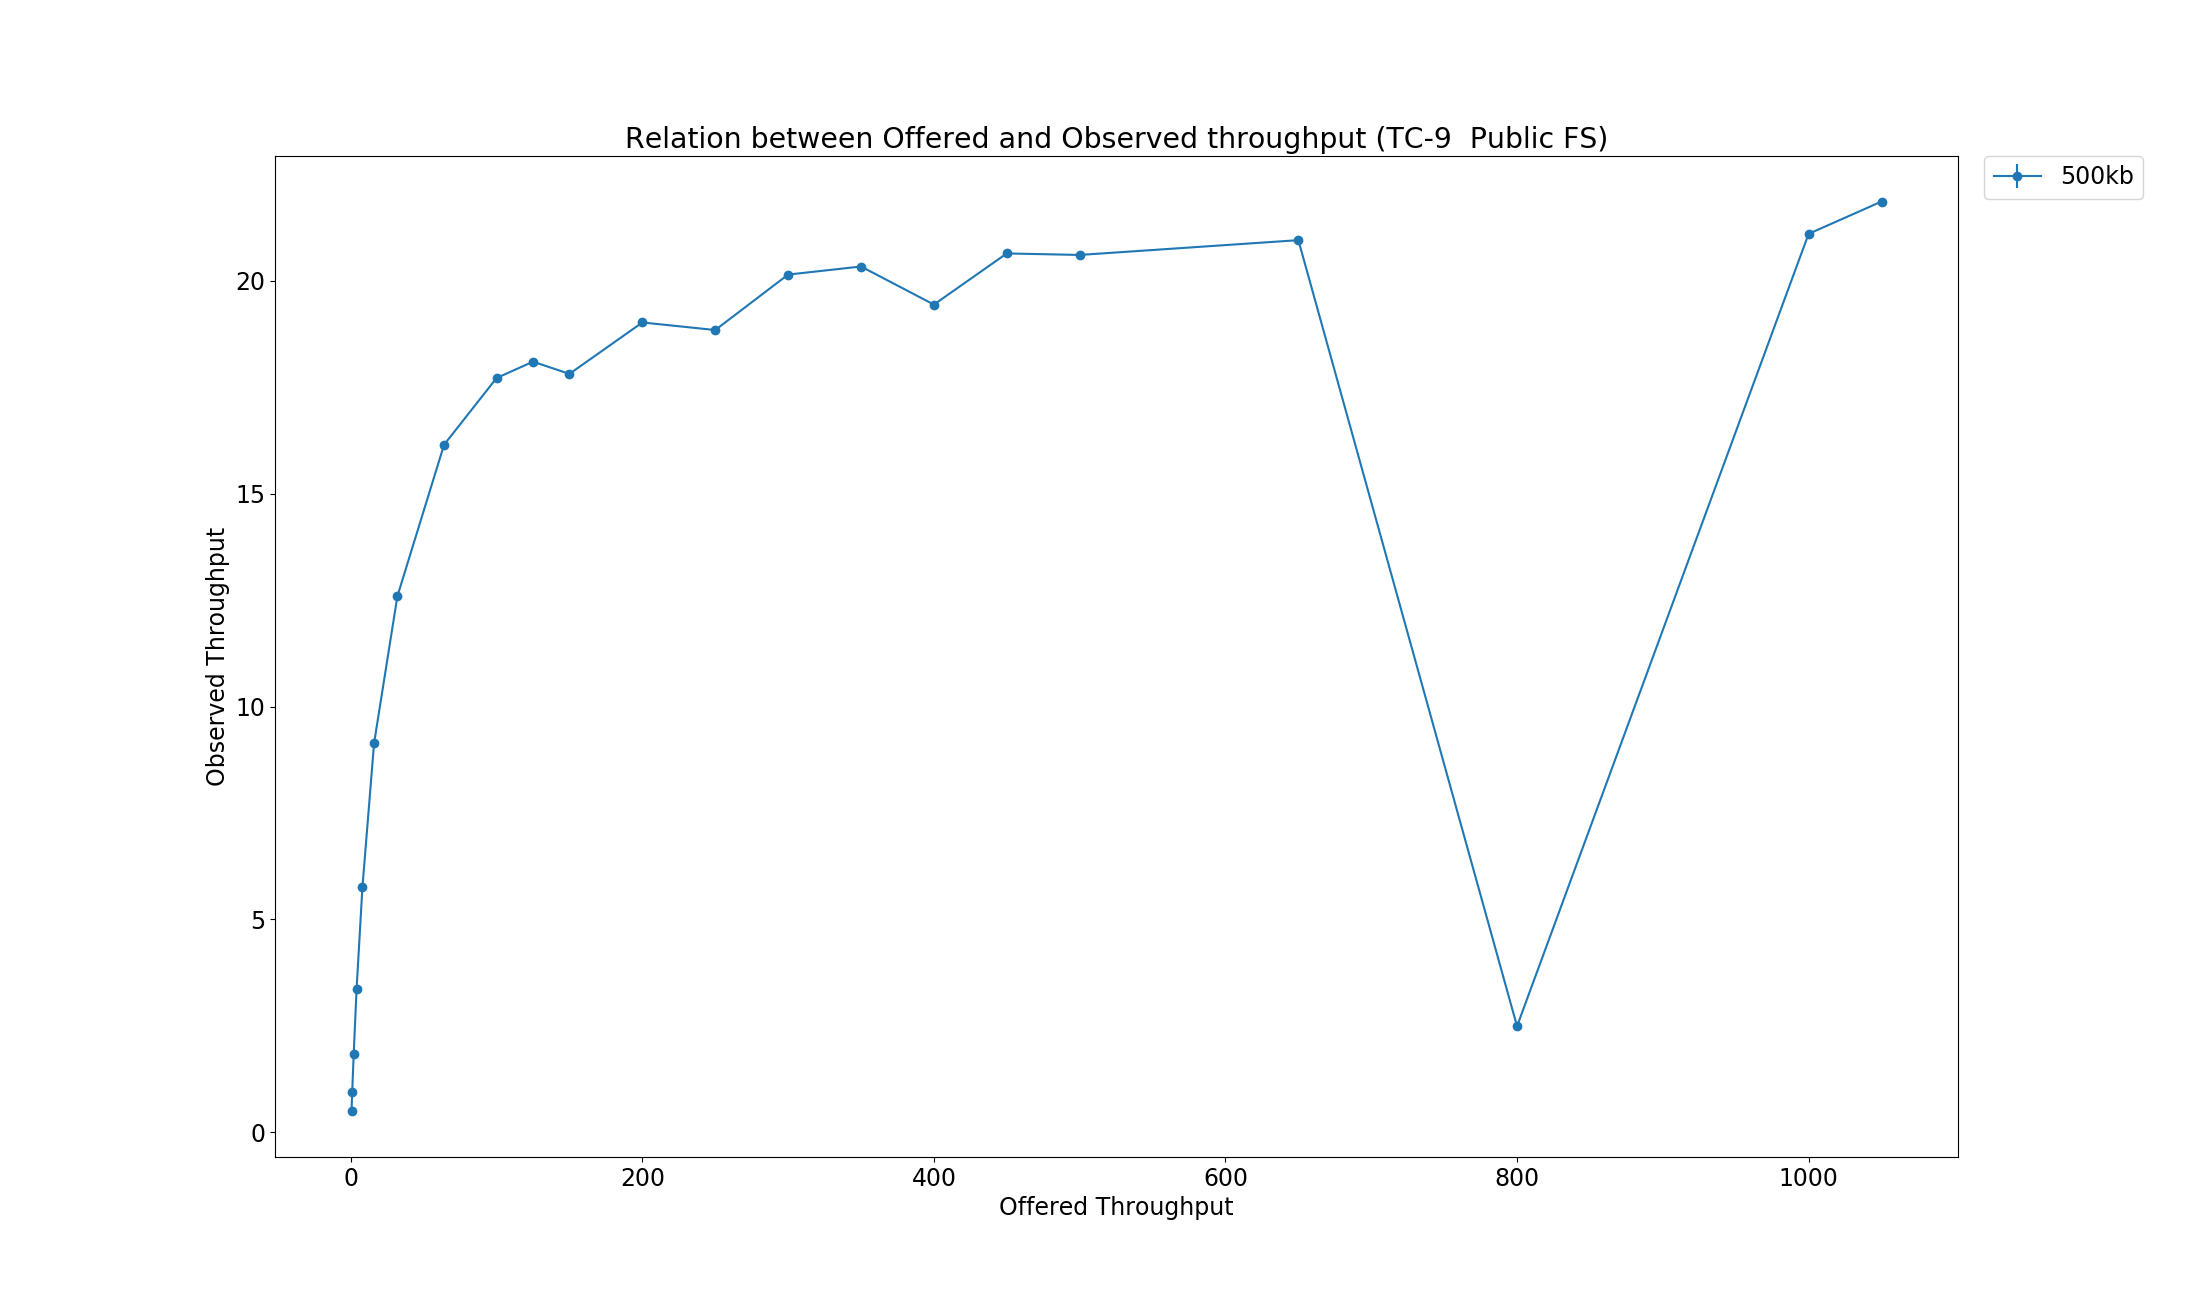 Relation between Offered and Observed throughput (TC-9  Public FS)
500kb
Observed Throughput
20
15
10
5
0
0 200 400 600 800 1000
Offered Throughput